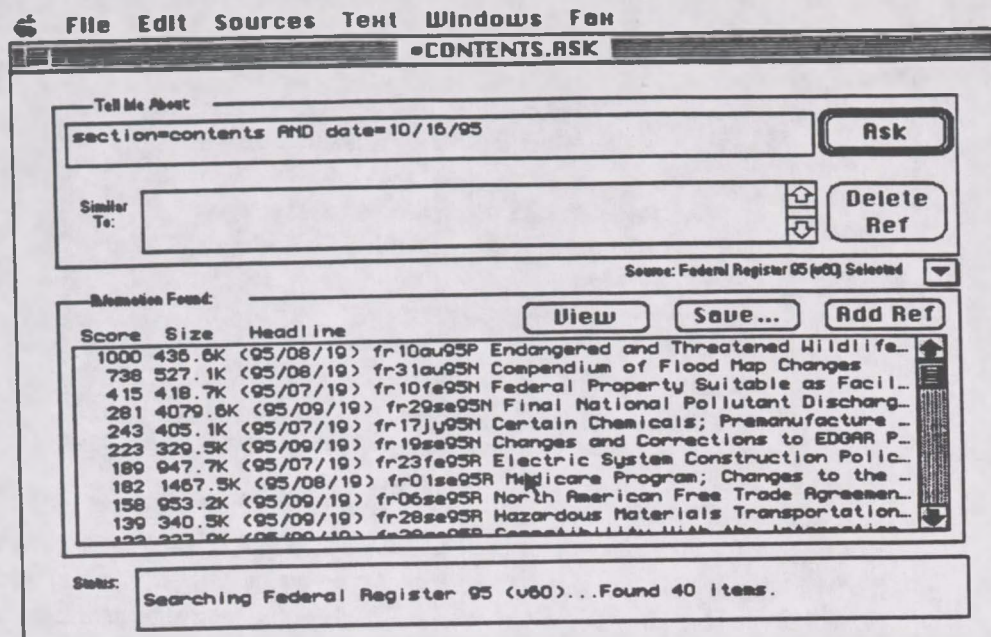 File Edit Sources Text Windows Fax
CONTENTS.ASK
Tell Me About:
section=contents AND date=10/16/95
Ask
Similar To:
Delete Ref
Source: Federal Register 95 (v60) Selected
Information Found:
View Save... Add Ref
Score Size Headline
1000 436.6K (95/08/19) fr10au95P Endangered and Threatened Wildlife…
738 527.1K (95/08/19) fr31au95N Compendium of Flood Map Changes
415 418.7K (95/07/19) fr10fe95N Federal Property Suitable as Facil…
281 4079.6K (95/09/19) fr29se95N Final National Pollutant Discharg…
243 405.1K (95/07/19) fr17jy95N Certain Chemicals; Premanufacture …
223 329.5K (95/09/19) fr19se95N Changes and Corrections to EDGAR P…
189 947.7K (95/07/19) fr23fe95R Electric System Construction Polic…
182 1467.5K (95/08/19) fr01se95R Medicare Program; Changes to the …
158 953.2K (95/09/19) fr06se95R North American Free Trade Agreemen…
139 340.5K (95/09/19) fr28se95R Hazardous Materials Transportation…
Status:
Searching Federal Register 95 (v60)...Found 40 items.